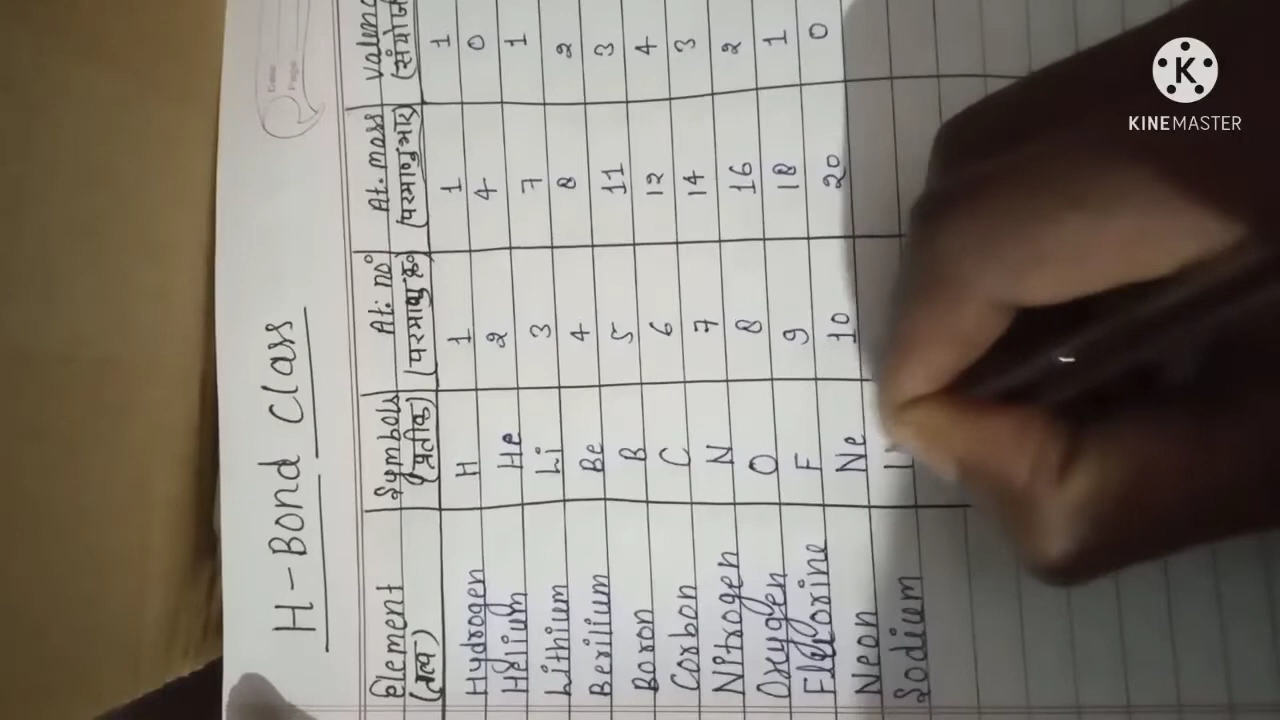 H-Bond Class
Element Symbols At. no At. mass Valenc
(तत्व) (प्रतीक) (परमाणु क्र०) (परमाणु भार) (संयोज
Hydrogen H 1 1 1
Helium He 2 4 0
Lithium Li 3 7 1
Berilium Be 4 8 2
Boron B 5 11 3
Corbon C 6 12 4
Nitrogen N 7 14 3
Oxygen O 8 16 2
Fluorine F 9 18 1
Neon Ne 10 20 0
Sodium
KINEMASTER